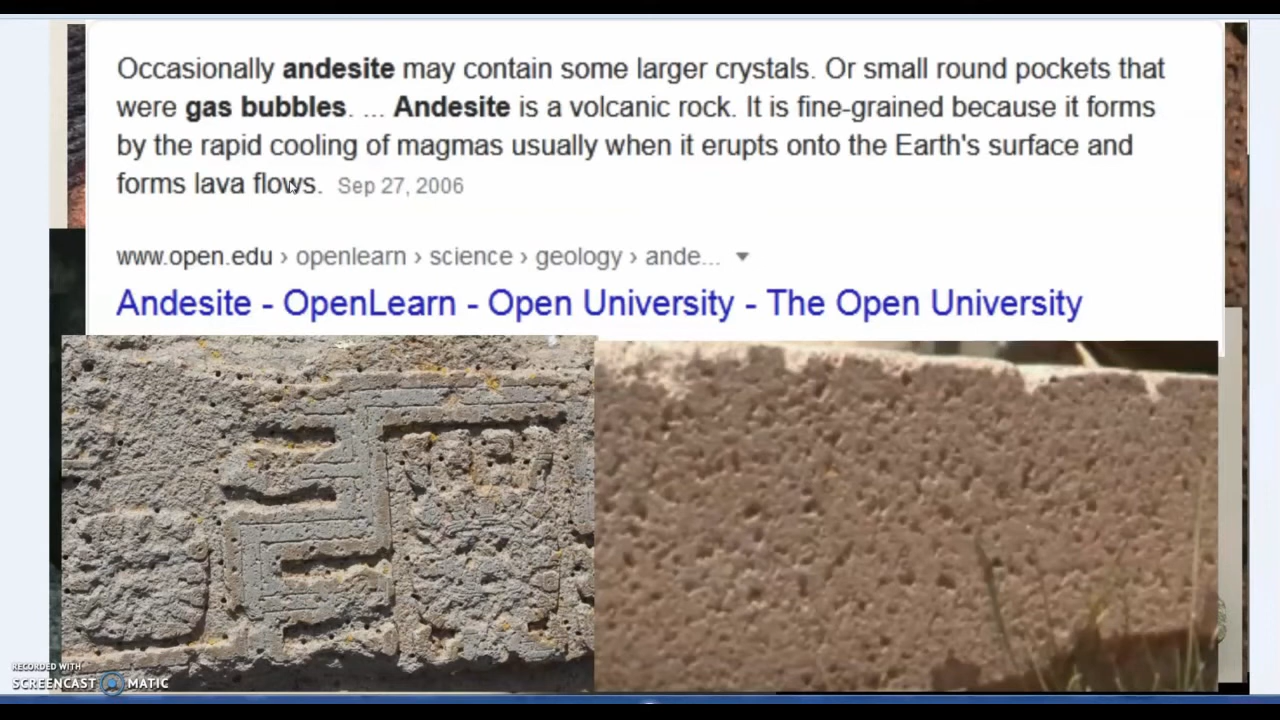 Occasionally andesite may contain some larger crystals. Or small round pockets that
were gas bubbles. ... Andesite is a volcanic rock. It is fine-grained because it forms
by the rapid cooling of magmas usually when it erupts onto the Earth's surface and
forms lava flows. Sep 27, 2006
www.open.edu › openlearn › science › geology › ande...
Andesite - OpenLearn - Open University - The Open University
RECORDED WITH
SCREENCAST MATIC